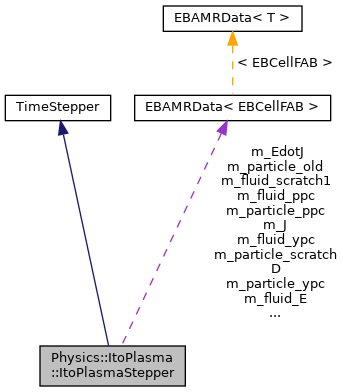 EBAMRData< T >
< EBCellFAB >
TimeStepper
EBAMRData< EBCellFAB >
m_EdotJ
m_particle_old
m_fluid_scratch1
m_fluid_ppc
m_particle_ppc
m_J
m_fluid_ypc
m_particle_scratch
D
m_particle_ypc
m_fluid_E
...
Physics::ItoPlasma
::ItoPlasmaStepper